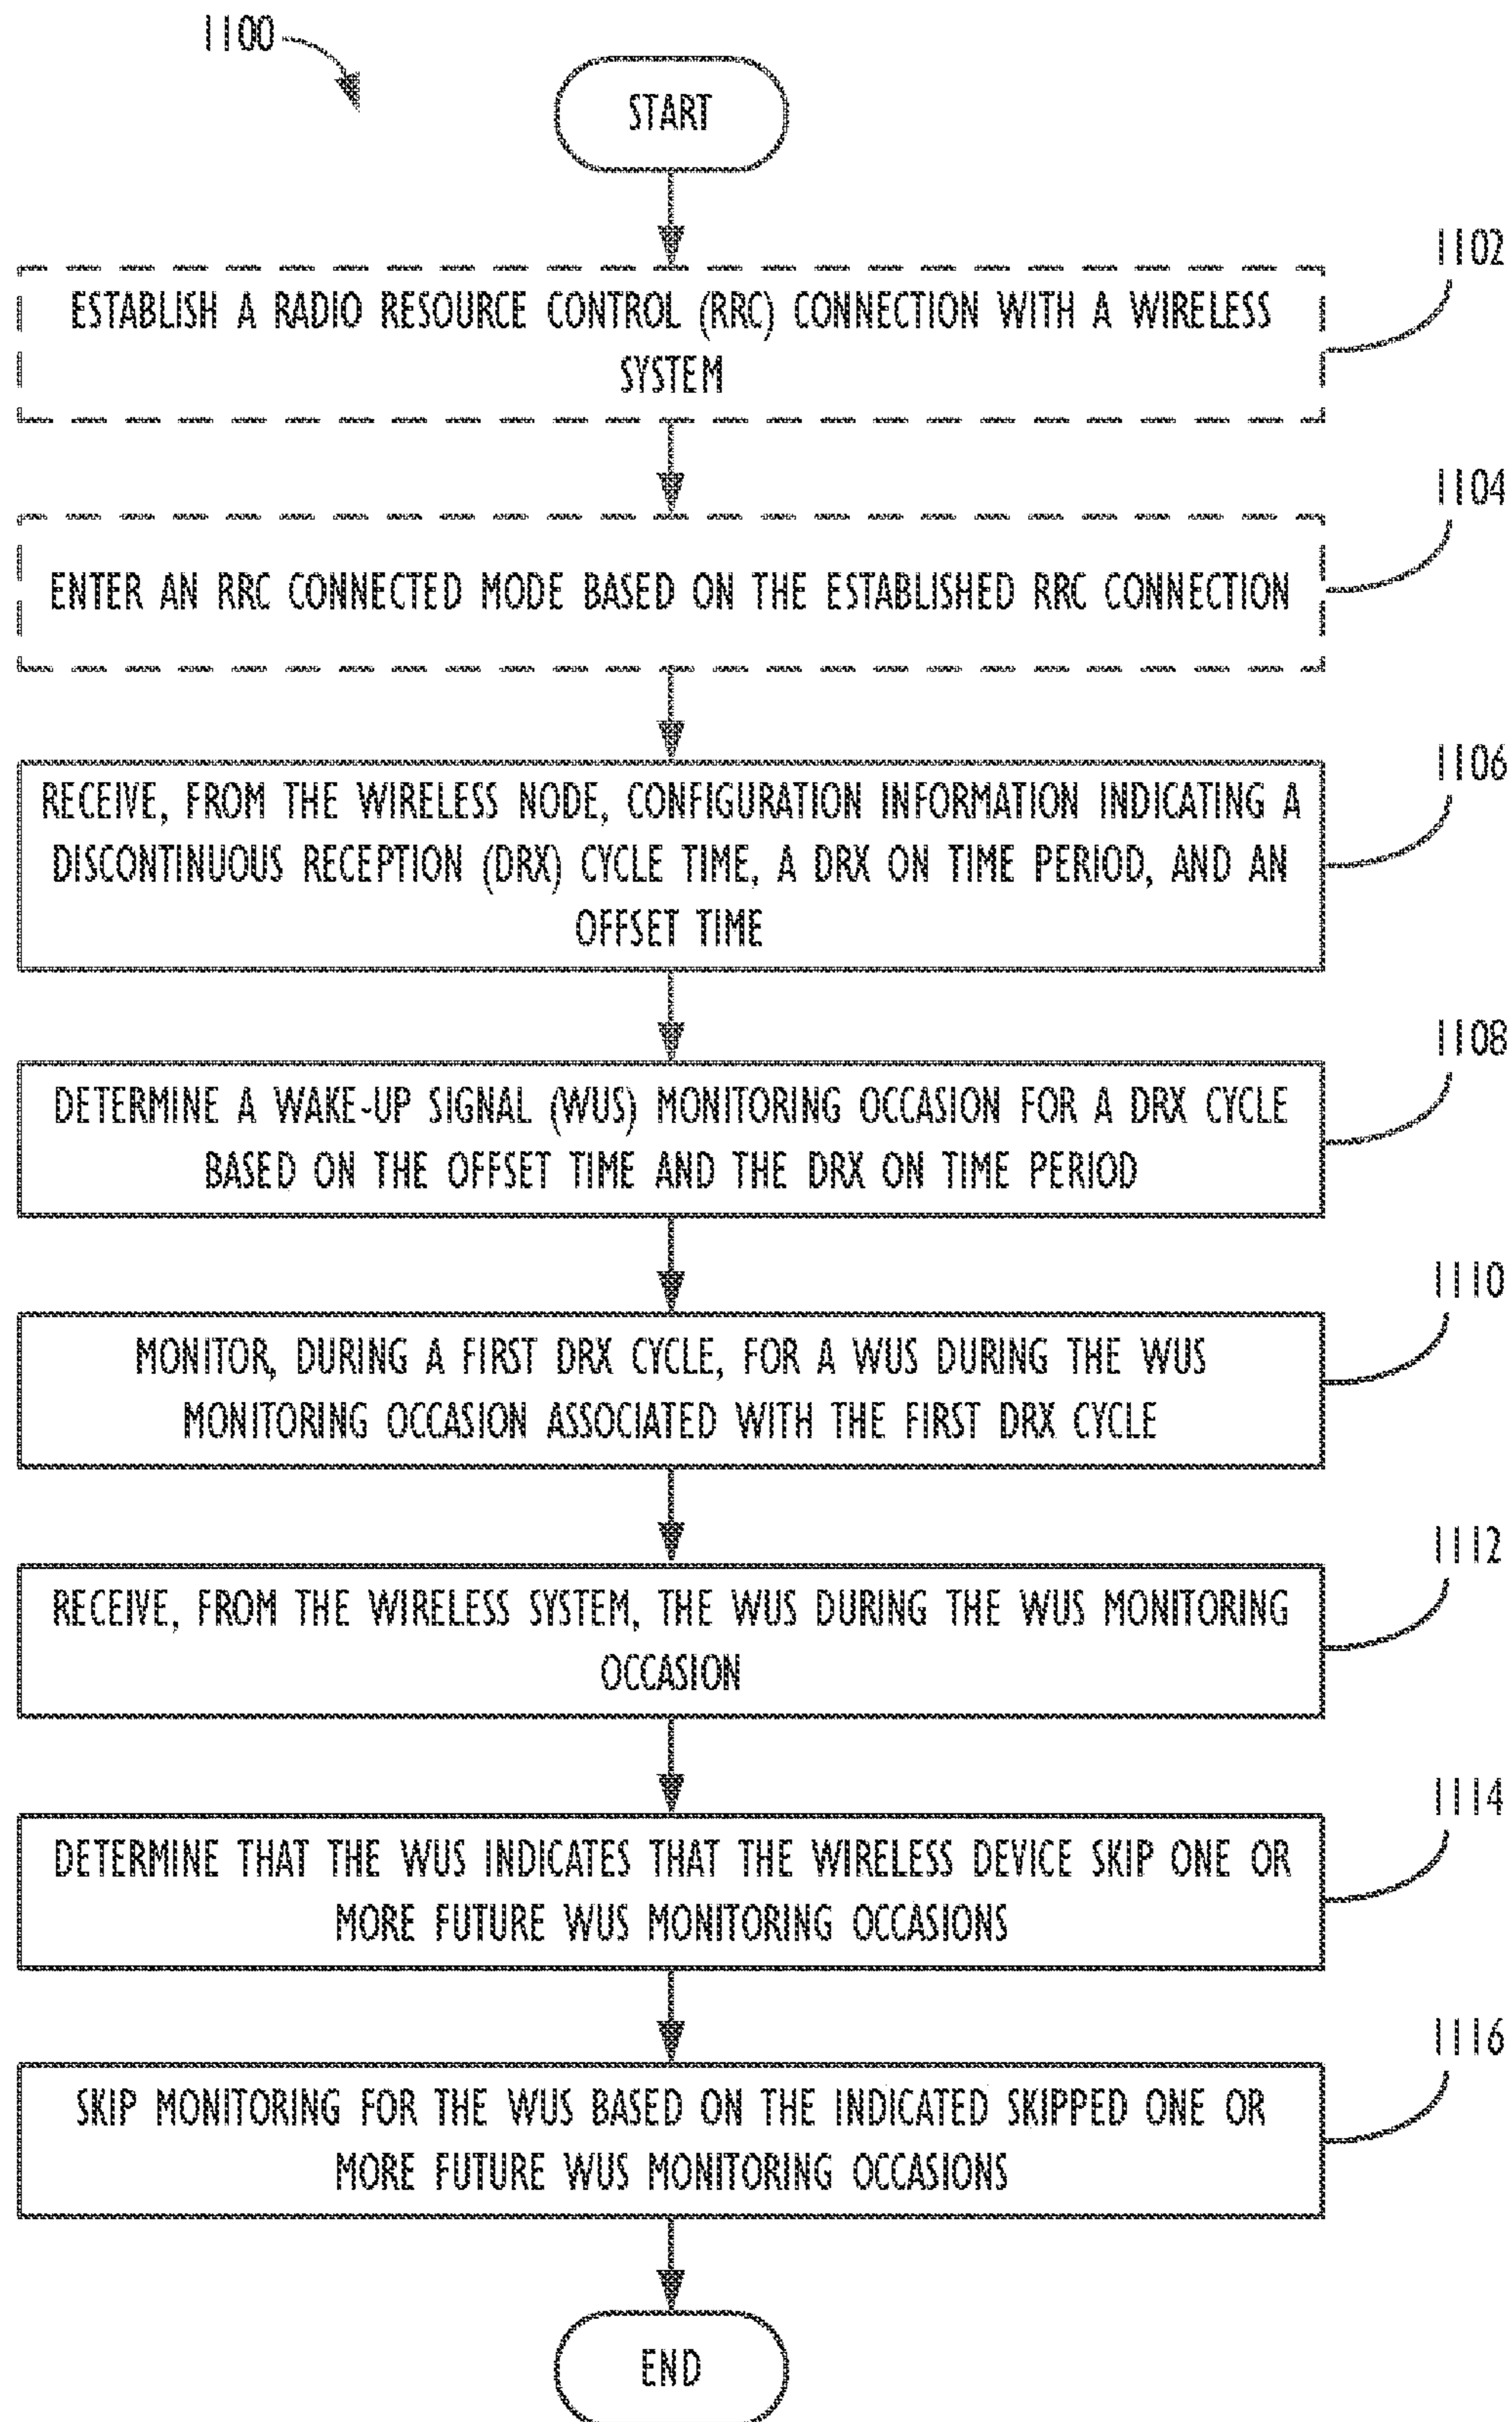 1100
START
1102
ESTABLISH A RADIO RESOURCE CONTROL (RRC) CONNECTION WITH A WIRELESS
SYSTEM
1104
ENTER AN RRC CONNECTED MODE BASED ON THE ESTABLISHED RRC CONNECTION
1106
RECEIVE, FROM THE WIRELESS NODE, CONFIGURATION INFORMATION INDICATING A
DISCONTINUOUS RECEPTION (DRX) CYCLE TIME, A DRX ON TIME PERIOD, AND AN
OFFSET TIME
1108
DETERMINE A WAKE-UP SIGNAL (WUS) MONITORING OCCASION FOR A DRX CYCLE
BASED ON THE OFFSET TIME AND THE DRX ON TIME PERIOD
1110
MONITOR, DURING A FIRST DRX CYCLE, FOR A WUS DURING THE WUS
MONITORING OCCASION ASSOCIATED WITH THE FIRST DRX CYCLE
1112
RECEIVE, FROM THE WIRELESS SYSTEM, THE WUS DURING THE WUS MONITORING
OCCASION
1114
DETERMINE THAT THE WUS INDICATES THAT THE WIRELESS DEVICE SKIP ONE OR
MORE FUTURE WUS MONITORING OCCASIONS
1116
SKIP MONITORING FOR THE WUS BASED ON THE INDICATED SKIPPED ONE OR
MORE FUTURE WUS MONITORING OCCASIONS
END